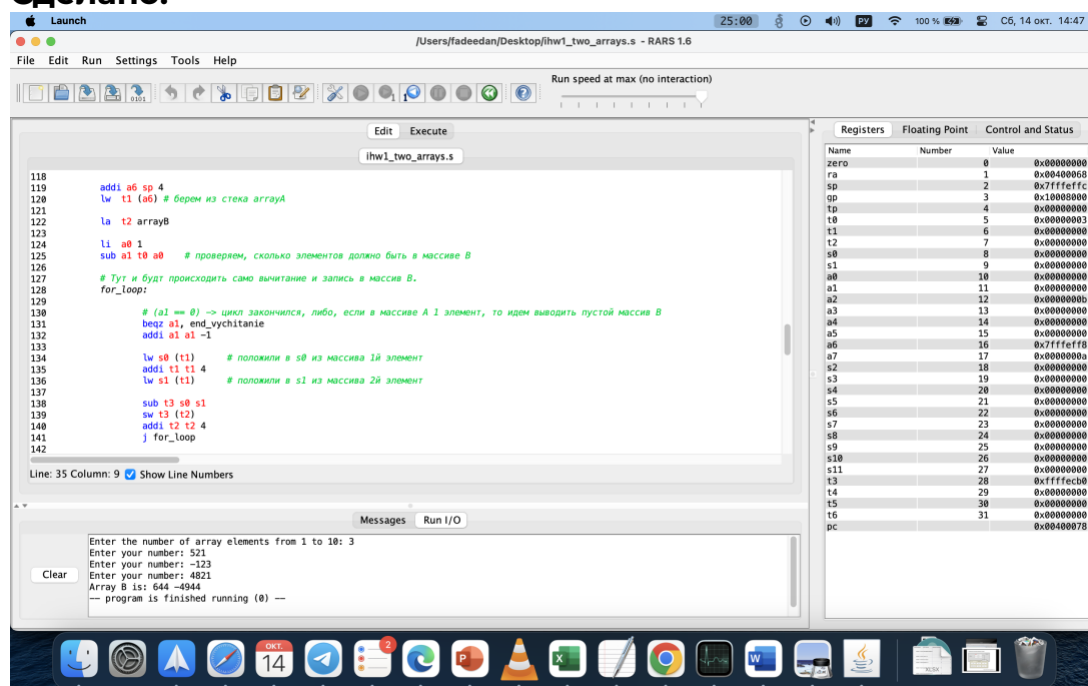 Сделано.
Launch 25:00 РУ 100 % Сб, 14 окт. 14:47
/Users/fadeedan/Desktop/ihw1_two_arrays.s - RARS 1.6
File Edit Run Settings Tools Help
Run speed at max (no interaction)
Edit Execute
ihw1_two_arrays.s
118
119 addi a6 sp 4
120 lw t1 (a6) # берем из стека arrayA
121
122 la t2 arrayB
123
124 li a0 1
125 sub a1 t0 a0 # проверяем, сколько элементов должно быть в массиве B
126
127 # Тут и будт происходить само вычитание и запись в массив B.
128 for_loop:
129
130 # (a1 == 0) -> цикл закончился, либо, если в массиве A 1 элемент, то идем выводить пустой массив B
131 beqz a1, end_vychitanie
132 addi a1 a1 -1
133
134 lw s0 (t1) # положили в s0 из массива 1й элемент
135 addi t1 t1 4
136 lw s1 (t1) # положили в s1 из массива 2й элемент
137
138 sub t3 s0 s1
139 sw t3 (t2)
140 addi t2 t2 4
141 j for_loop
142
Line: 35 Column: 9 Show Line Numbers
Messages Run I/O
Enter the number of array elements from 1 to 10: 3
Enter your number: 521
Enter your number: -123
Enter your number: 4821
Array B is: 644 -4944
-- program is finished running (0) --
Clear
Registers Floating Point Control and Status
Name Number Value
zero 0 0x00000000
ra 1 0x00400068
sp 2 0x7fffeffc
gp 3 0x10008000
tp 4 0x00000000
t0 5 0x00000003
t1 6 0x00000000
t2 7 0x00000000
s0 8 0x00000000
s1 9 0x00000000
a0 10 0x00000000
a1 11 0x00000000
a2 12 0x0000000b
a3 13 0x00000000
a4 14 0x00000000
a5 15 0x00000000
a6 16 0x7fffeff8
a7 17 0x0000000a
s2 18 0x00000000
s3 19 0x00000000
s4 20 0x00000000
s5 21 0x00000000
s6 22 0x00000000
s7 23 0x00000000
s8 24 0x00000000
s9 25 0x00000000
s10 26 0x00000000
s11 27 0x00000000
t3 28 0xffffecb0
t4 29 0x00000000
t5 30 0x00000000
t6 31 0x00000000
pc 0x00400078
ОКТ.
14
2
XLSX